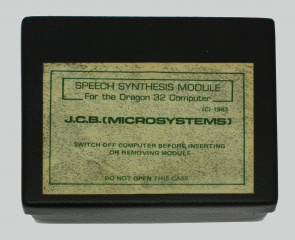 SPEECH SYNTHESIS MODULE
For the Dragon 32 Computer
(C) 1983
J.C.B.(MICROSYSTEMS)
SWITCH OFF COMPUTER BEFORE INSERTING
OR REMOVING MODULE
DO NOT OPEN THIS CASE